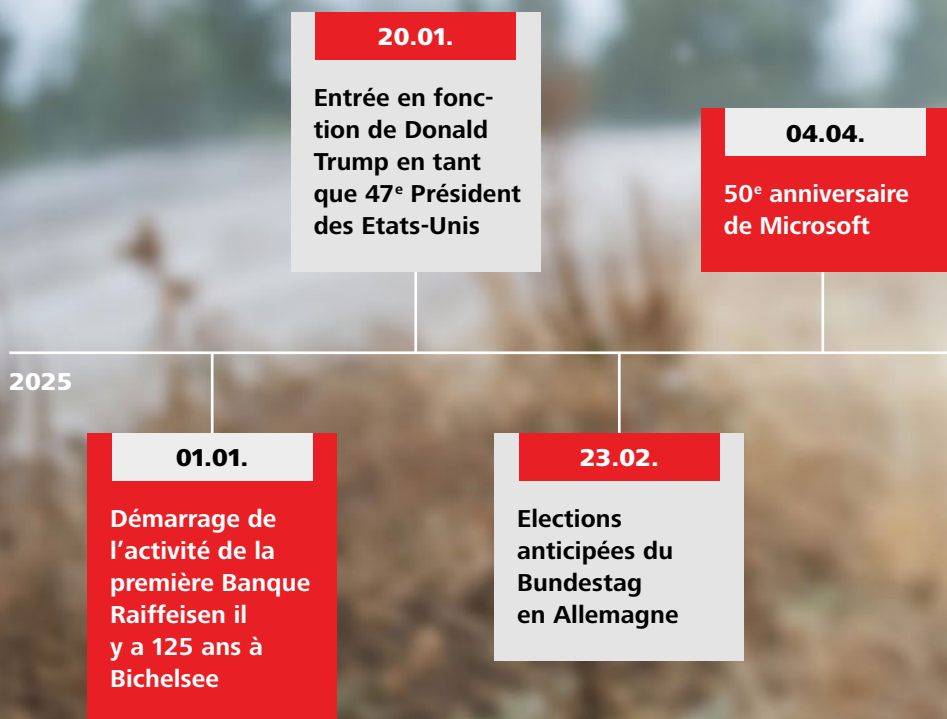 20.01.
Entrée en fonc-
tion de Donald
Trump en tant
que 47e Président
des Etats-Unis
04.04.
50e anniversaire
de Microsoft
2025
01.01.
Démarrage de
l’activité de la
première Banque
Raiffeisen il
y a 125 ans à
Bichelsee
23.02.
Elections
anticipées du
Bundestag
en Allemagne